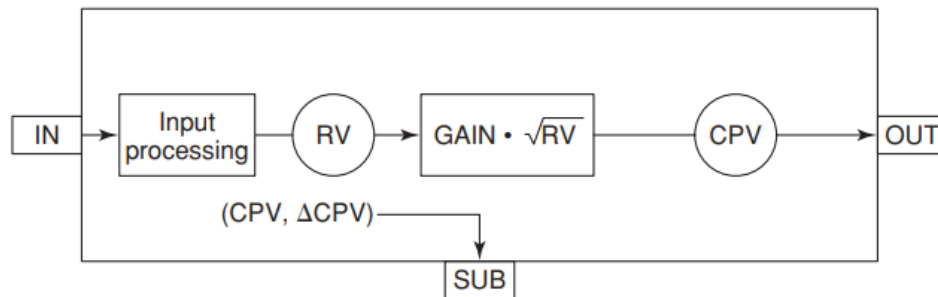 IN
Input
processing
RV
GAIN • √RV
CPV
OUT
(CPV, ΔCPV)
SUB